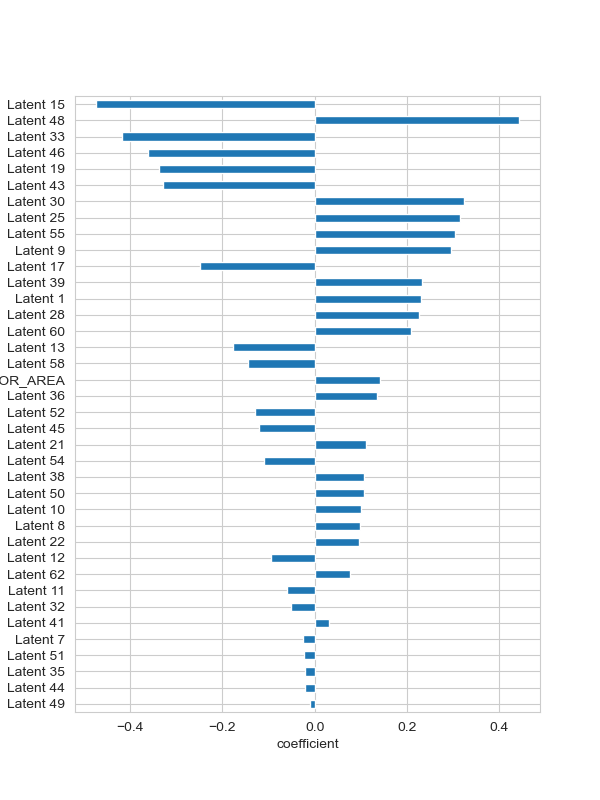 Latent 15
Latent 48
Latent 33
Latent 46
Latent 19
Latent 43
Latent 30
Latent 25
Latent 55
Latent 9
Latent 17
Latent 39
Latent 1
Latent 28
Latent 60
Latent 13
Latent 58
OR_AREA
Latent 36
Latent 52
Latent 45
Latent 21
Latent 54
Latent 38
Latent 50
Latent 10
Latent 8
Latent 22
Latent 12
Latent 62
Latent 11
Latent 32
Latent 41
Latent 7
Latent 51
Latent 35
Latent 44
Latent 49
−0.4 −0.2 0.0 0.2 0.4
coefficient